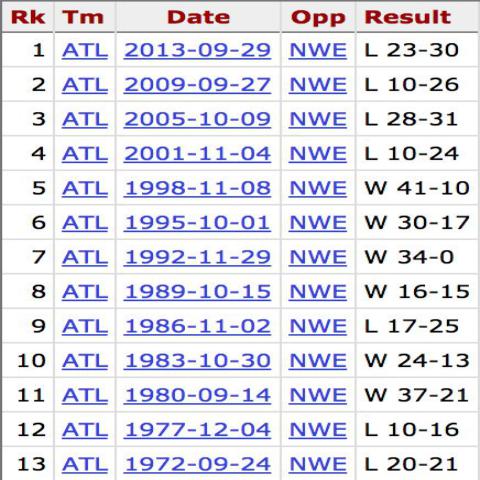 Rk Tm Date Opp Result
1 ATL 2013-09-29 NWE L 23-30
2 ATL 2009-09-27 NWE L 10-26
3 ATL 2005-10-09 NWE L 28-31
4 ATL 2001-11-04 NWE L 10-24
5 ATL 1998-11-08 NWE W 41-10
6 ATL 1995-10-01 NWE W 30-17
7 ATL 1992-11-29 NWE W 34-0
8 ATL 1989-10-15 NWE W 16-15
9 ATL 1986-11-02 NWE L 17-25
10 ATL 1983-10-30 NWE W 24-13
11 ATL 1980-09-14 NWE W 37-21
12 ATL 1977-12-04 NWE L 10-16
13 ATL 1972-09-24 NWE L 20-21